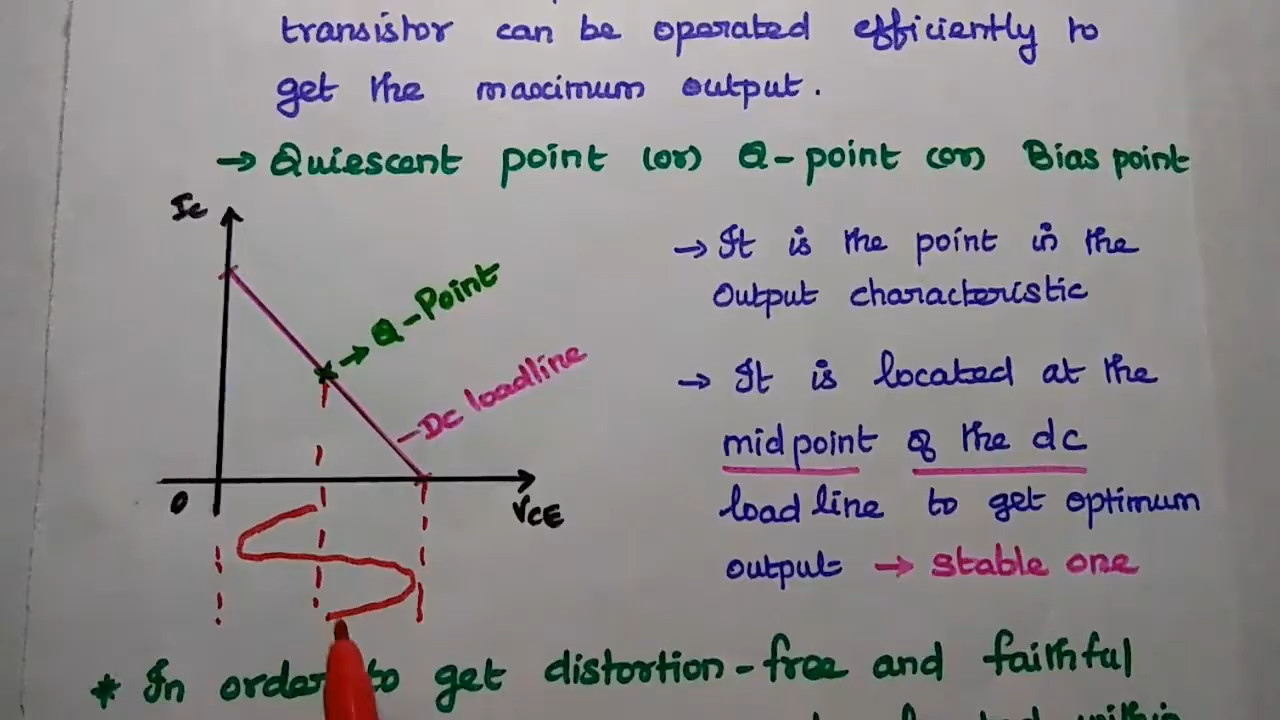 transistor can be operated efficiently to
get the maximum output.
→ Quiescent point (or) Q-point (or) Bias point
Ic
→ Q-Point
DC loadline
0
VCE
→ It is the point in the
output characteristic
→ It is located at the
midpoint of the dc
load line to get optimum
output → stable one
* In order to get distortion-free and faithful